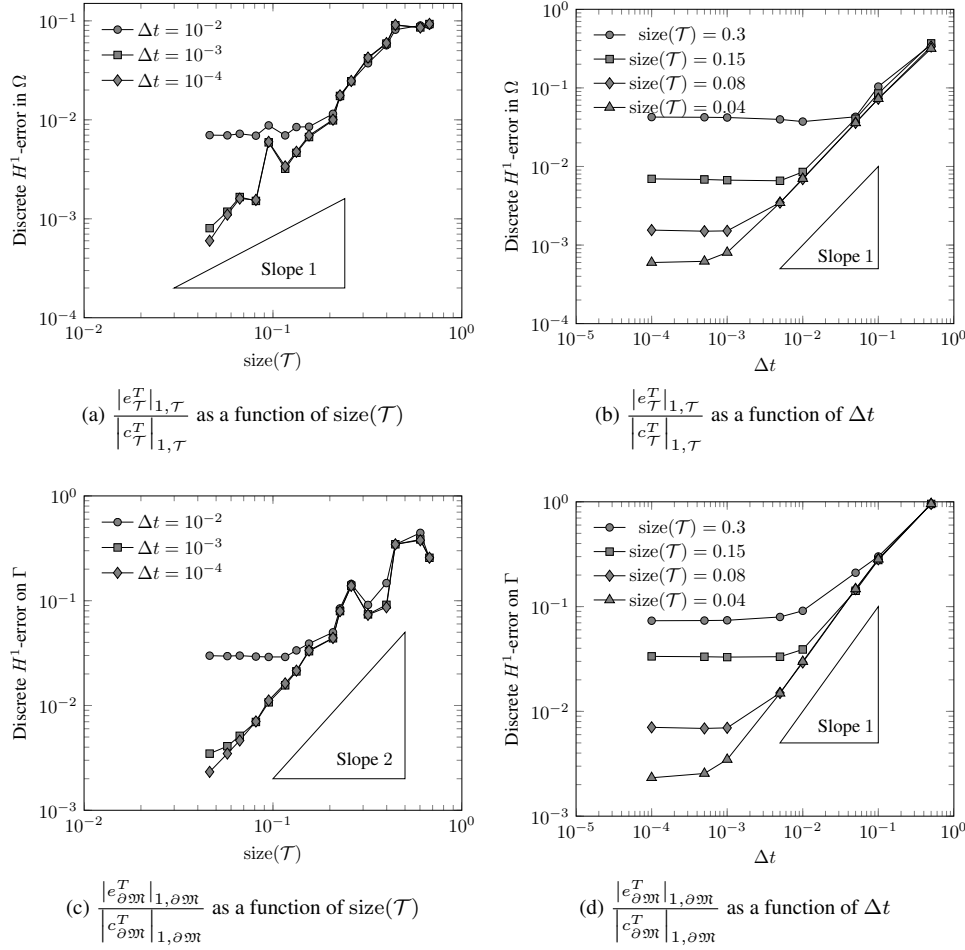 10^{-1}
10^{-2}
10^{-3}
10^{-4}
Discrete H^1-error in Ω
Δt = 10^{-2}
Δt = 10^{-3}
Δt = 10^{-4}
Slope 1
10^{-2} 10^{-1} 10^0
size(𝒯)
(a) |e_𝒯^T|_{1,𝒯} / |c_𝒯^T|_{1,𝒯} as a function of size(𝒯)
10^0
10^{-1}
10^{-2}
10^{-3}
10^{-4}
Discrete H^1-error in Ω
size(𝒯) = 0.3
size(𝒯) = 0.15
size(𝒯) = 0.08
size(𝒯) = 0.04
Slope 1
10^{-5} 10^{-4} 10^{-3} 10^{-2} 10^{-1} 10^0
Δt
(b) |e_𝒯^T|_{1,𝒯} / |c_𝒯^T|_{1,𝒯} as a function of Δt
10^0
10^{-1}
10^{-2}
10^{-3}
Discrete H^1-error on Γ
Δt = 10^{-2}
Δt = 10^{-3}
Δt = 10^{-4}
Slope 2
10^{-2} 10^{-1} 10^0
size(𝒯)
(c) |e_{∂𝔐}^T|_{1,∂𝔐} / |c_{∂𝔐}^T|_{1,∂𝔐} as a function of size(𝒯)
10^0
10^{-1}
10^{-2}
10^{-3}
Discrete H^1-error on Γ
size(𝒯) = 0.3
size(𝒯) = 0.15
size(𝒯) = 0.08
size(𝒯) = 0.04
Slope 1
10^{-5} 10^{-4} 10^{-3} 10^{-2} 10^{-1} 10^0
Δt
(d) |e_{∂𝔐}^T|_{1,∂𝔐} / |c_{∂𝔐}^T|_{1,∂𝔐} as a function of Δt